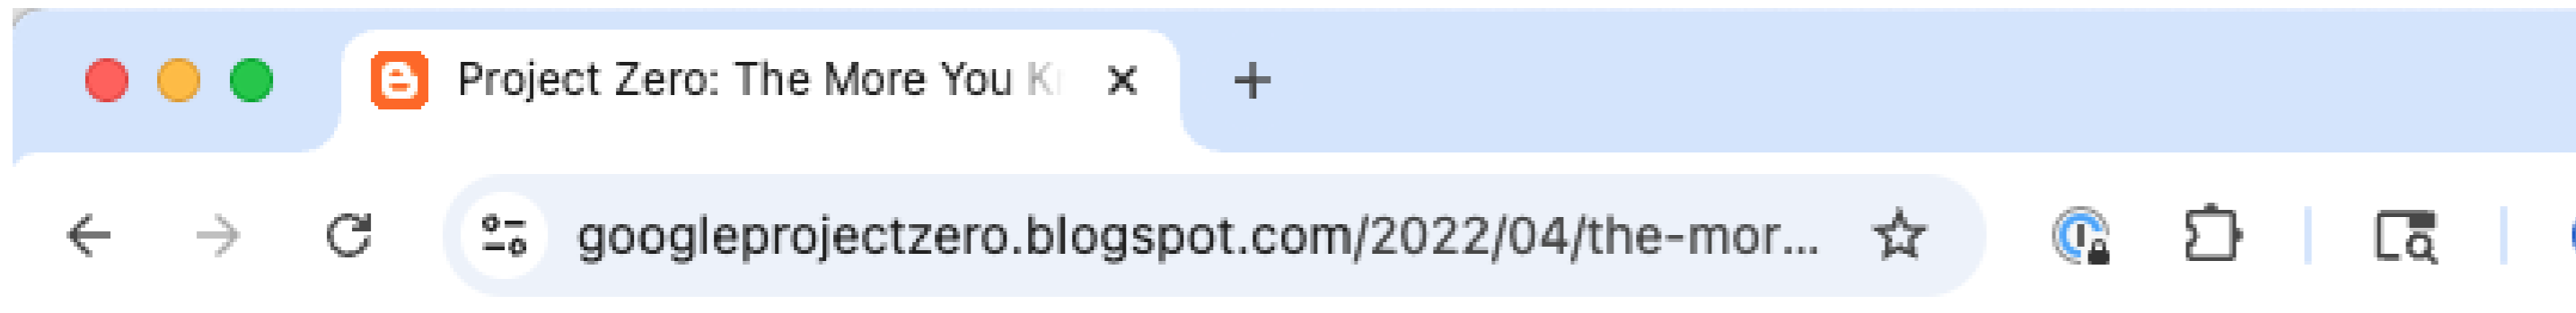 Project Zero: The More You K
googleprojectzero.blogspot.com/2022/04/the-mor...